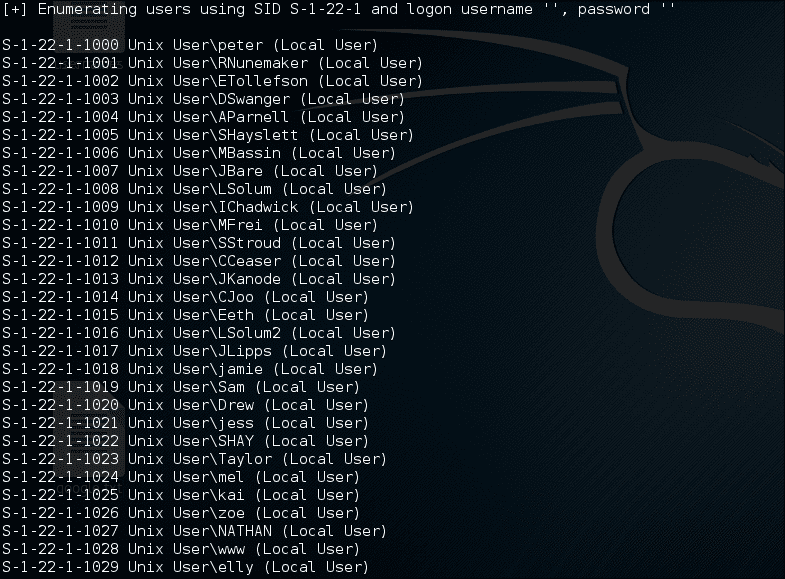 [+] Enumerating users using SID S-1-22-1 and logon username '', password ''
S-1-22-1-1000 Unix User\peter (Local User)
S-1-22-1-1001 Unix User\RNunemaker (Local User)
S-1-22-1-1002 Unix User\ETollefson (Local User)
S-1-22-1-1003 Unix User\DSwanger (Local User)
S-1-22-1-1004 Unix User\AParnell (Local User)
S-1-22-1-1005 Unix User\SHayslett (Local User)
S-1-22-1-1006 Unix User\MBassin (Local User)
S-1-22-1-1007 Unix User\JBare (Local User)
S-1-22-1-1008 Unix User\LSolum (Local User)
S-1-22-1-1009 Unix User\IChadwick (Local User)
S-1-22-1-1010 Unix User\MFrei (Local User)
S-1-22-1-1011 Unix User\SStroud (Local User)
S-1-22-1-1012 Unix User\CCeaser (Local User)
S-1-22-1-1013 Unix User\JKanode (Local User)
S-1-22-1-1014 Unix User\CJoo (Local User)
S-1-22-1-1015 Unix User\Eeth (Local User)
S-1-22-1-1016 Unix User\LSolum2 (Local User)
S-1-22-1-1017 Unix User\JLipps (Local User)
S-1-22-1-1018 Unix User\jamie (Local User)
S-1-22-1-1019 Unix User\Sam (Local User)
S-1-22-1-1020 Unix User\Drew (Local User)
S-1-22-1-1021 Unix User\jess (Local User)
S-1-22-1-1022 Unix User\SHAY (Local User)
S-1-22-1-1023 Unix User\Taylor (Local User)
S-1-22-1-1024 Unix User\mel (Local User)
S-1-22-1-1025 Unix User\kai (Local User)
S-1-22-1-1026 Unix User\zoe (Local User)
S-1-22-1-1027 Unix User\NATHAN (Local User)
S-1-22-1-1028 Unix User\www (Local User)
S-1-22-1-1029 Unix User\elly (Local User)